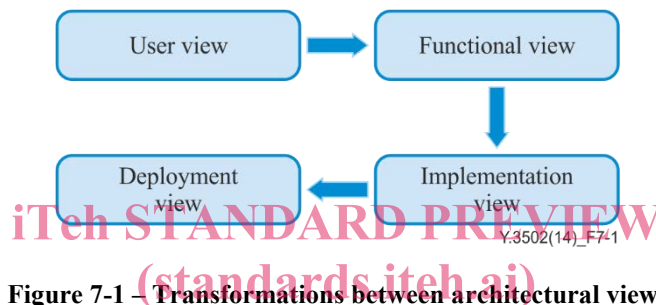 User view
Functional view
Deployment
view
Implementation
view
iTeh STANDARD PREVIEW
Y.3502(14)_F7-1
(standards.iteh.ai)
Figure 7-1 – Transformations between architectural view